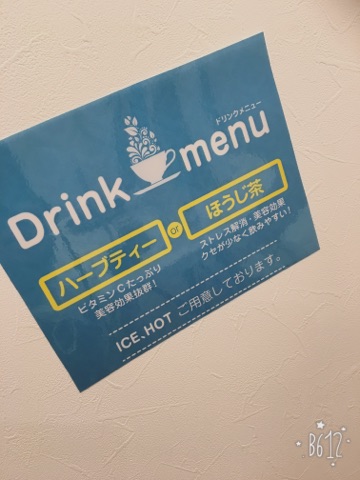 ドリンクメニュー
Drink menu
ハーブティー or ほうじ茶
ビタミンCたっぷり
美容効果抜群！
ストレス解消・美容効果
クセが少なく飲みやすい！
ICE、HOT ご用意しております。
B612